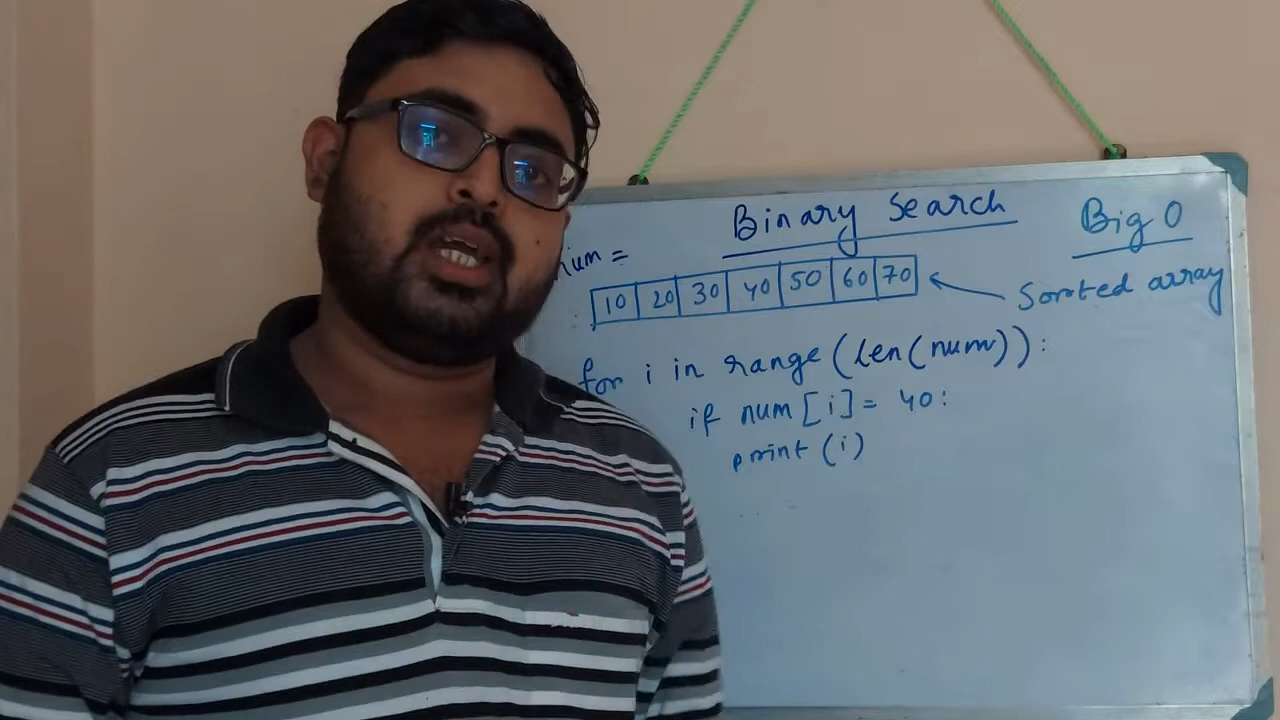 Binary Search
Big O
num =
10 20 30 40 50 60 70
Sorted array
for i in range (len(num)):
if num [i] = 40:
print (i)